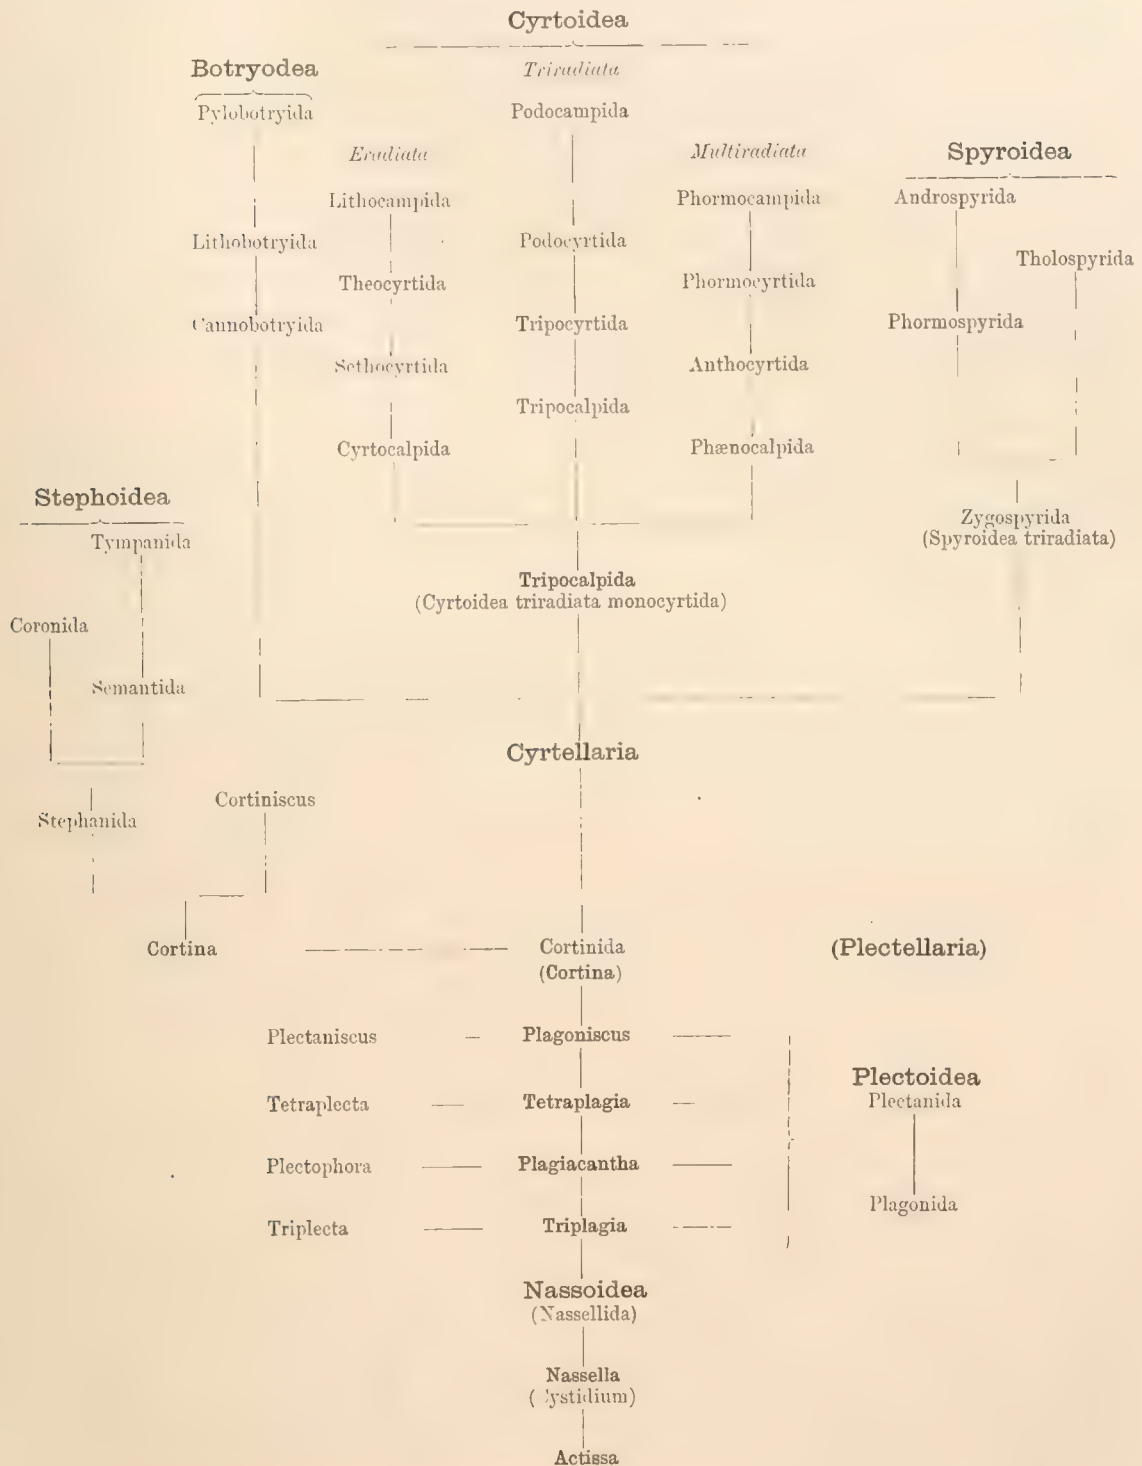 Cyrtoidea
Botryodea
Triradiata
Pylobotryida
Podocampida
Eradiata
Multiradiata
Spyroidea
Lithocampida
Phormocampida
Androspyrida
Lithobotryida
Podocyrtida
Tholospyrida
Theocyrtida
Phormocyrtida
Cannobotryida
Tripocyrtida
Phormospyrida
Sethocyrtida
Anthocyrtida
Tripocalpida
Cyrtocalpida
Phænocalpida
Stephoidea
Zygospyrida
(Spyroidea triradiata)
Tympanida
Tripocalpida
(Cyrtoidea triradiata monocyrtida)
Coronida
Semantida
Cyrtellaria
Cortiniscus
Stephanida
Cortina
Cortinida
(Cortina)
(Plectellaria)
Plectaniscus
Plagoniscus
Plectoidea
Plectanida
Tetraplecta
Tetraplagia
Plectophora
Plagiacantha
Plagonida
Triplecta
Triplagia
Nassoidea
(Nassellida)
Nassella
(Cystidium)
Actissa